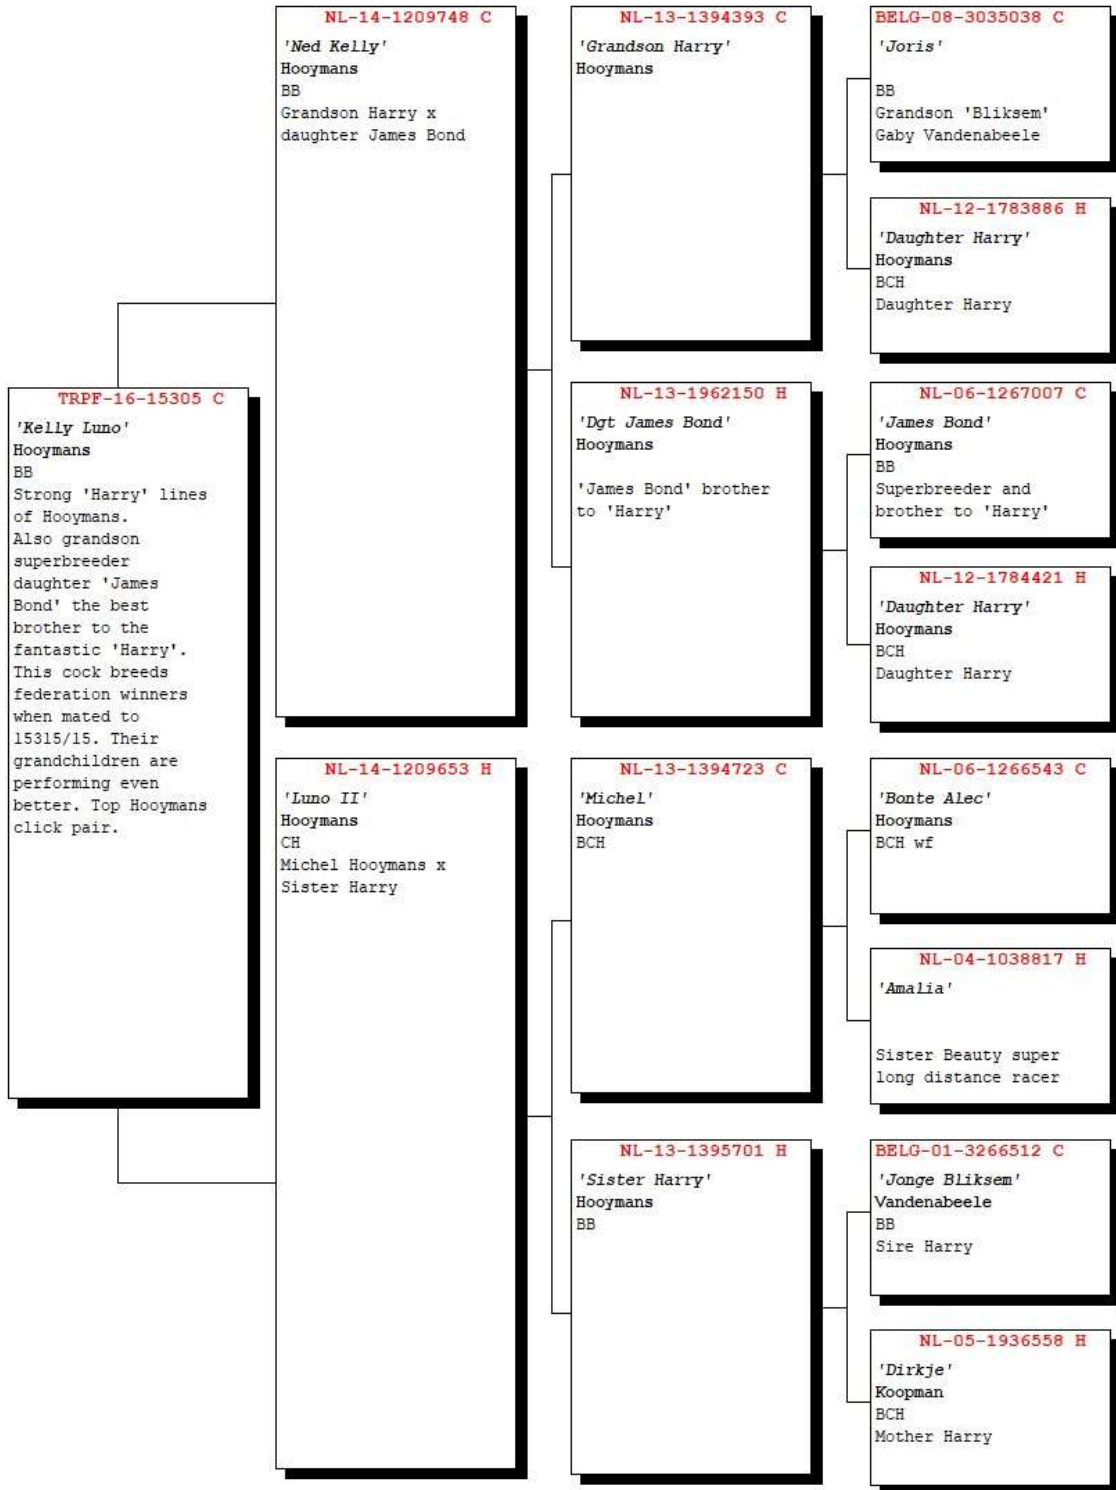 TRPF-16-15305 C
'Kelly Luno'
Hooymans
BB
Strong 'Harry' lines
of Hooymans.
Also grandson
superbreeder
daughter 'James
Bond' the best
brother to the
fantastic 'Harry'.
This cock breeds
federation winners
when mated to
15315/15. Their
grandchildren are
performing even
better. Top Hooymans
click pair.
NL-14-1209748 C
'Ned Kelly'
Hooymans
BB
Grandson Harry x
daughter James Bond
NL-14-1209653 H
'Luno II'
Hooymans
CH
Michel Hooymans x
Sister Harry
NL-13-1394393 C
'Grandson Harry'
Hooymans
NL-13-1962150 H
'Dgt James Bond'
Hooymans
'James Bond' brother
to 'Harry'
NL-13-1394723 C
'Michel'
Hooymans
BCH
NL-13-1395701 H
'Sister Harry'
Hooymans
BB
BELG-08-3035038 C
'Joris'
BB
Grandson 'Bliksem'
Gaby Vandenabeele
NL-12-1783886 H
'Daughter Harry'
Hooymans
BCH
Daughter Harry
NL-06-1267007 C
'James Bond'
Hooymans
BB
Superbreeder and
brother to 'Harry'
NL-12-1784421 H
'Daughter Harry'
Hooymans
BCH
Daughter Harry
NL-06-1266543 C
'Bonte Alec'
Hooymans
BCH wf
NL-04-1038817 H
'Amalia'
Sister Beauty super
long distance racer
BELG-01-3266512 C
'Jonge Bliksem'
Vandenabeele
BB
Sire Harry
NL-05-1936558 H
'Dirkje'
Koopman
BCH
Mother Harry